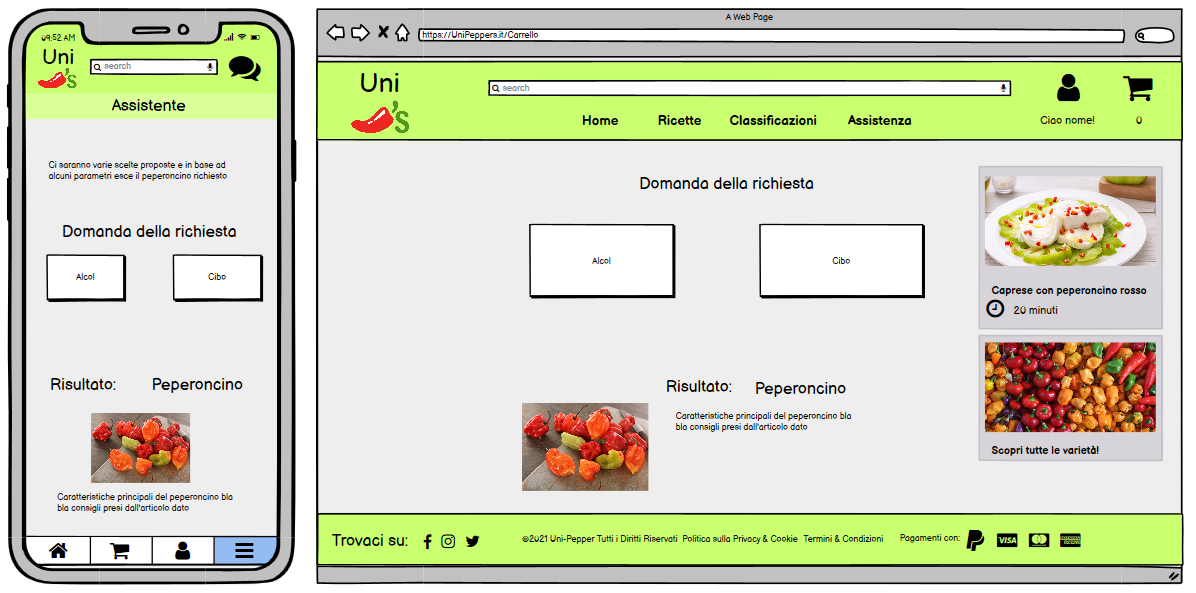 09:52 AM
Uni
's
search
Assistente
Ci saranno varie scelte proposte e in base ad
alcuni parametri esce il peperoncino richiesto
Domanda della richiesta
Alcol
Cibo
Risultato:
Peperoncino
Caratteristiche principali del peperoncino bla
bla consigli presi dall'articolo dato
A Web Page
https://UniPeppers.it/Carrello
Uni
's
search
Home
Ricette
Classificazioni
Assistenza
Ciao nome!
0
Domanda della richiesta
Alcol
Cibo
Risultato:
Peperoncino
Caratteristiche principali del peperoncino bla
bla consigli presi dall'articolo dato
Caprese con peperoncino rosso
20 minuti
Scopri tutte le varietà!
Trovaci su:
©2021 Uni-Pepper Tutti i Diritti Riservati
Politica sulla Privacy & Cookie
Termini & Condizioni
Pagamenti con:
VISA